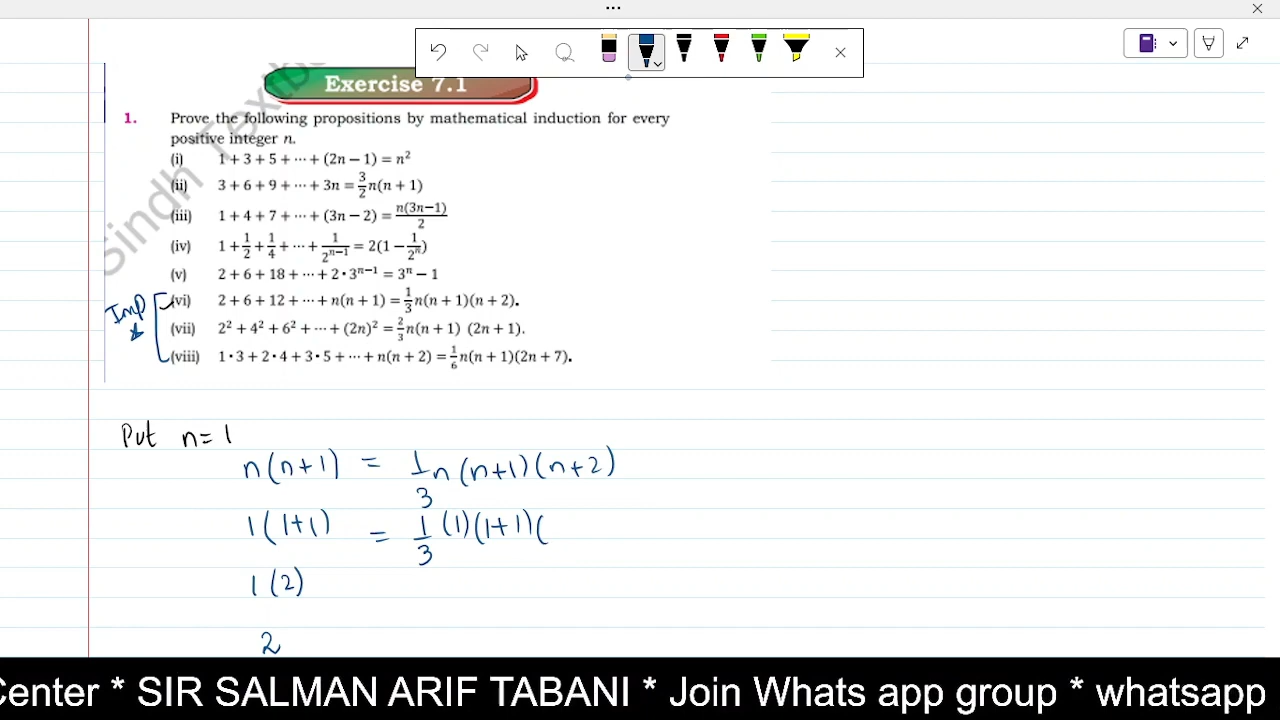 Exercise 7.1
1. Prove the following propositions by mathematical induction for every
positive integer n.
(i) 1 + 3 + 5 + ⋯ + (2n − 1) = n²
(ii) 3 + 6 + 9 + ⋯ + 3n = 3/2 n(n + 1)
(iii) 1 + 4 + 7 + ⋯ + (3n − 2) = n(3n−1)/2
(iv) 1 + 1/2 + 1/4 + ⋯ + 1/2ⁿ⁻¹ = 2(1 − 1/2ⁿ)
(v) 2 + 6 + 18 + ⋯ + 2 · 3ⁿ⁻¹ = 3ⁿ − 1
Imp (vi) 2 + 6 + 12 + ⋯ + n(n + 1) = 1/3 n(n + 1)(n + 2).
(vii) 2² + 4² + 6² + ⋯ + (2n)² = 2/3 n(n + 1) (2n + 1).
(viii) 1 · 3 + 2 · 4 + 3 · 5 + ⋯ + n(n + 2) = 1/6 n(n + 1)(2n + 7).
Sindh
Put n = 1
n(n+1) = 1/3 n(n+1)(n+2)
1(1+1) = 1/3 (1)(1+1)(
1(2)
2
Center * SIR SALMAN ARIF TABANI * Join Whats app group * whatsapp